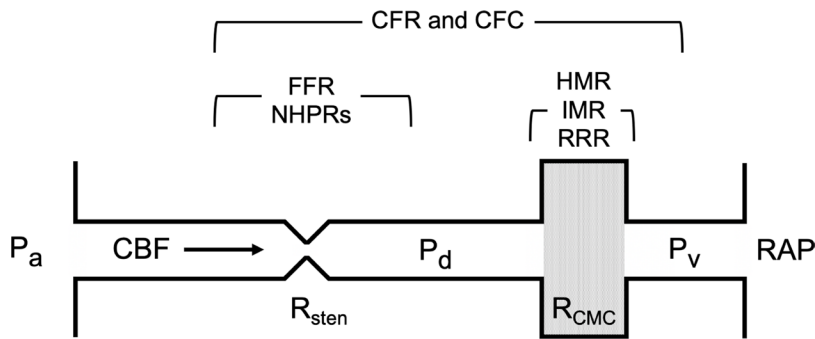 CFR and CFC
FFR
NHPRs
HMR
IMR
RRR
Pa
CBF
Pd
Pv
RAP
Rsten
RCMC